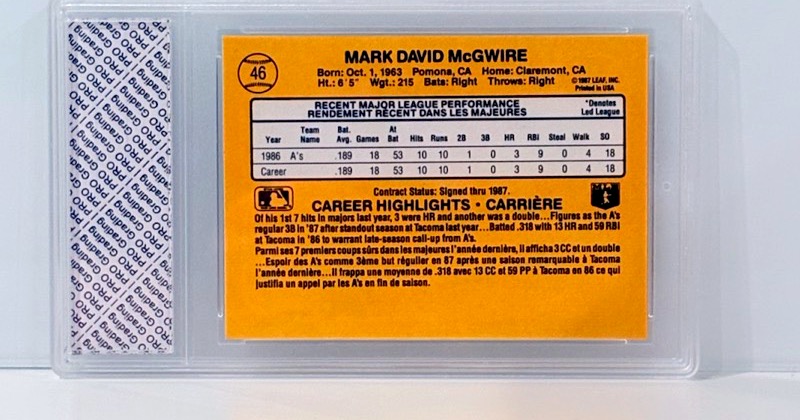 46
MARK DAVID McGWIRE
Born: Oct. 1, 1963 Pomona, CA Home: Claremont, CA
Ht.: 6'5" Wgt.: 215 Bats: Right Throws: Right
©1987 LEAF, INC.
Printed in USA
RECENT MAJOR LEAGUE PERFORMANCE
RENDEMENT RÉCENT DANS LES MAJEURES
*Denotes
Led League
Year Team Name Bat. Avg. Games At Bat Hits Runs 2B 3B HR RBI Steal Walk SO
1986 A's .189 18 53 10 10 1 0 3 9 0 4 18
Career .189 18 53 10 10 1 0 3 9 0 4 18
Contract Status: Signed thru 1987.
CAREER HIGHLIGHTS • CARRIÈRE
Of his 1st 7 hits in majors last year, 3 were HR and another was a double...Figures as the A's
regular 3B in '87 after standout season at Tacoma last year...Batted .318 with 13 HR and 59 RBI
at Tacoma in '86 to warrant late-season call-up from A's.
Parmi ses 7 premiers coups sûrs dans les majeures l'année dernière, il afficha 3 CC et un double
...Espoir des A's comme 3ème but régulier en 87 après une saison remarquable à Tacoma
l'année dernière...Il frappa une moyenne de .318 avec 13 CC et 59 PP à Tacoma en 86 ce qui
justifia un appel par les A's en fin de saison.
PRO Grading PRO Grading PRO Grading